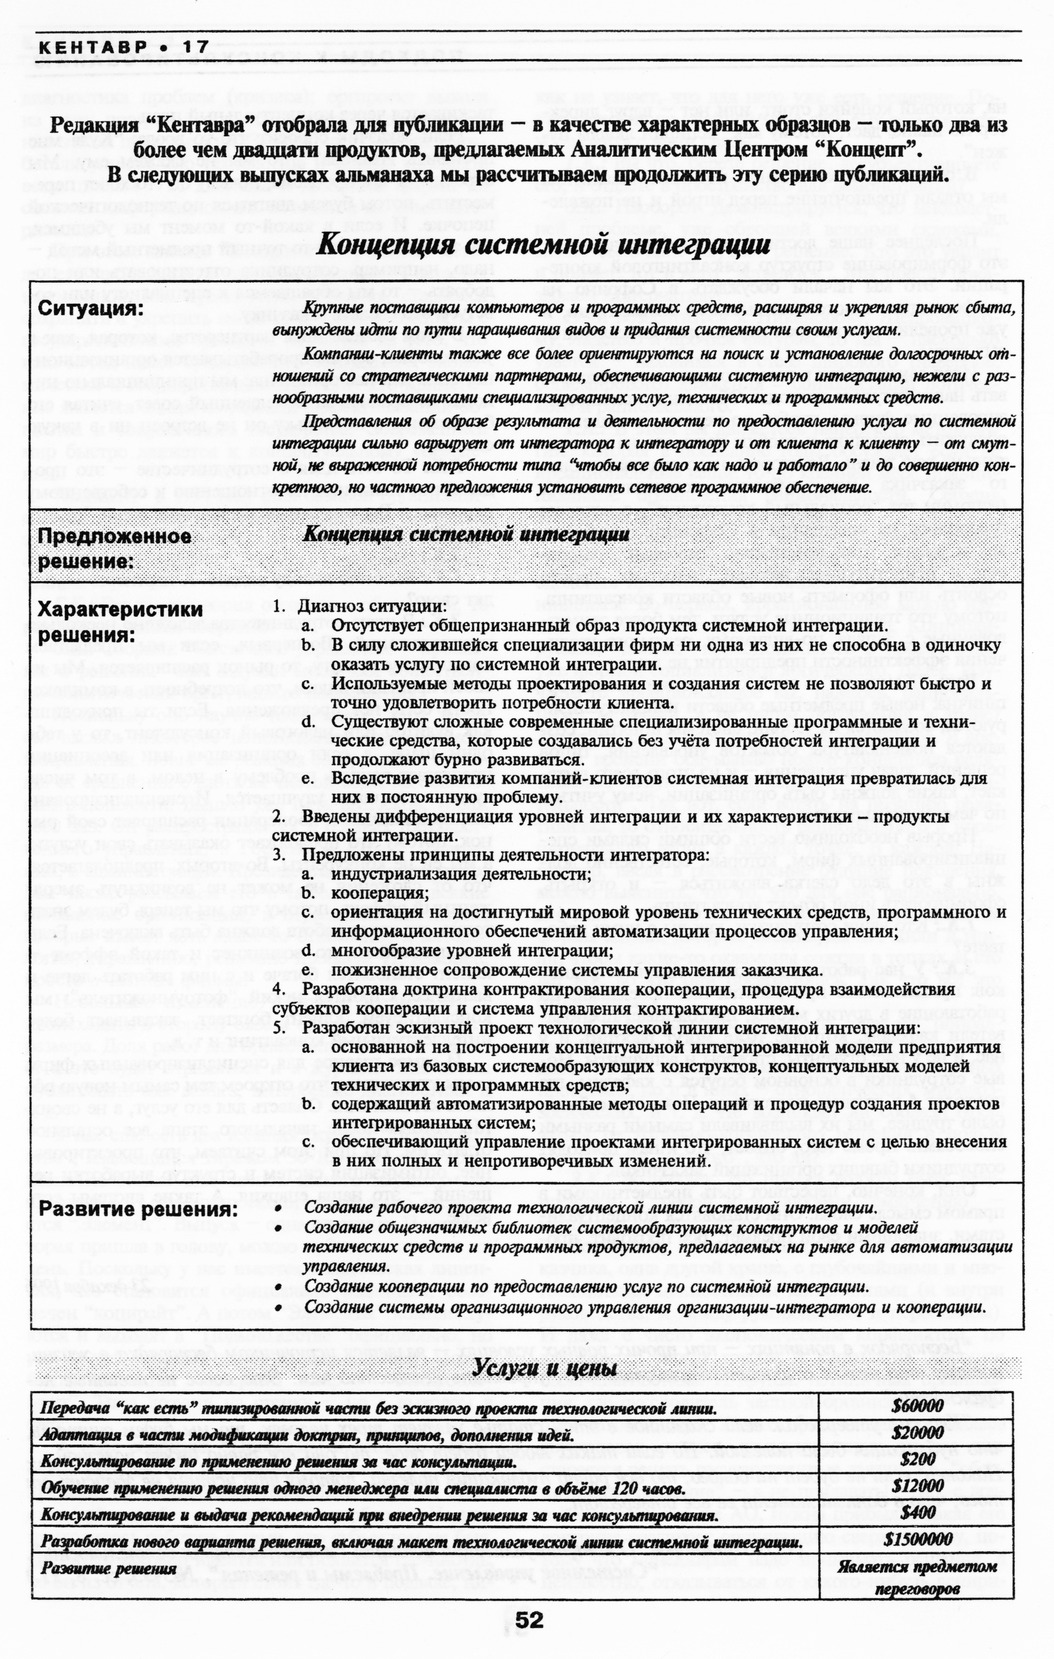 КЕНТАВР • 17
Редакция “Кентавра” отобрала для публикации — в качестве характерных образцов — только два из
более чем двадцати продуктов, предлагаемых Аналитическим Центром “Концепт”.
В следующих выпусках альманаха мы рассчитываем продолжить эту серию публикаций.
Концепция системной интеграции
Ситуация:
Крупные поставщики компьютеров и программных средств, расширяя и укрепляя рынок сбыта,
вынуждены идти по пути наращивания видов и придания системности своим услугам.
Компании-клиенты также все более ориентируются на поиск и установление долгосрочных от-
ношений со стратегическими партнерами, обеспечивающими системную интеграцию, нежели с раз-
нообразными поставщиками специализированных услуг, технических и программных средств.
Представления об образе результата и деятельности по предоставлению услуги по системной
интеграции сильно варьирует от интегратора к интегратору и от клиента к клиенту — от смут-
ной, не выраженной потребности типа “чтобы все было как надо и работало” и до совершенно кон-
кретного, но частного предложения установить сетевое программное обеспечение.
Предложенное
решение:
Концепция системной интеграции
Характеристики
решения:
1. Диагноз ситуации:
a. Отсутствует общепризнанный образ продукта системной интеграции.
b. В силу сложившейся специализации фирм ни одна из них не способна в одиночку
оказать услугу по системной интеграции.
c. Используемые методы проектирования и создания систем не позволяют быстро и
точно удовлетворить потребности клиента.
d. Существуют сложные современные специализированные программные и техни-
ческие средства, которые создавались без учёта потребностей интеграции и
продолжают бурно развиваться.
e. Вследствие развития компаний-клиентов системная интеграция превратилась для
них в постоянную проблему.
2. Введены дифференциация уровней интеграции и их характеристики – продукты
системной интеграции.
3. Предложены принципы деятельности интегратора:
a. индустриализация деятельности;
b. кооперация;
c. ориентация на достигнутый мировой уровень технических средств, программного и
информационного обеспечений автоматизации процессов управления;
d. многообразие уровней интеграции;
e. пожизненное сопровождение системы управления заказчика.
4. Разработана доктрина контрактирования кооперации, процедура взаимодействия
субъектов кооперации и система управления контрактированием.
5. Разработан эскизный проект технологической линии системной интеграции:
a. основанной на построении концептуальной интегрированной модели предприятия
клиента из базовых системообразующих конструктов, концептуальных моделей
технических и программных средств;
b. содержащий автоматизированные методы операций и процедур создания проектов
интегрированных систем;
c. обеспечивающий управление проектами интегрированных систем с целью внесения
в них полных и непротиворечивых изменений.
Развитие решения:
• Создание рабочего проекта технологической линии системной интеграции.
• Создание общезначимых библиотек системообразующих конструктов и моделей
технических средств и программных продуктов, предлагаемых на рынке для автоматизации
управления.
• Создание кооперации по предоставлению услуг по системной интеграции.
• Создание системы организационного управления организации-интегратора и кооперации.
Услуги и цены
Передача “как есть” типизированной части без эскизного проекта технологической линии. $60000
Адаптация в части модификации доктрин, принципов, дополнения идей. $20000
Консультирование по применению решения за час консультации. $200
Обучение применению решения одного менеджера или специалиста в объёме 120 часов. $12000
Консультирование и выдача рекомендаций при внедрении решения за час консультирования. $400
Разработка нового варианта решения, включая макет технологической линии системной интеграции. $1500000
Развитие решения Является предметом
переговоров
52